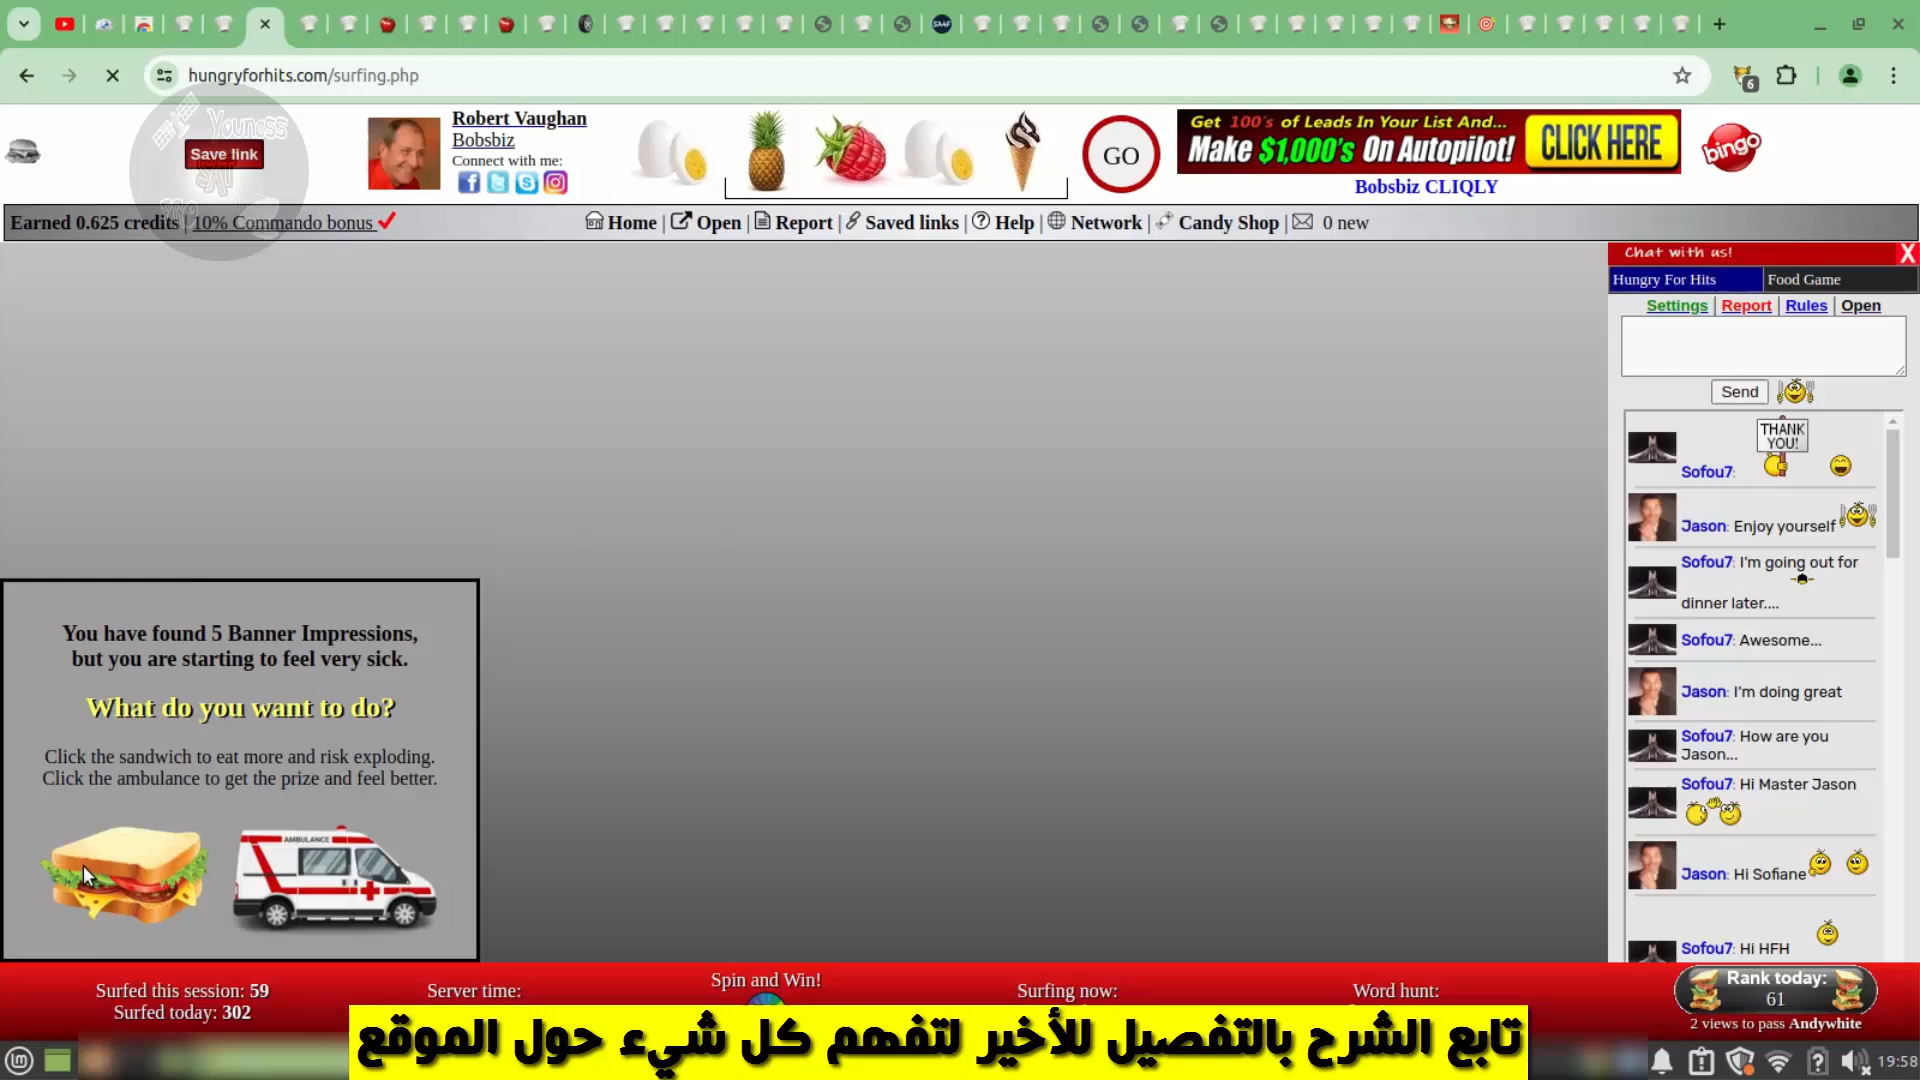 hungryforhits.com/surfing.php
6
Youness
SAT
PRO
Save link
Robert Vaughan
Bobsbiz
Connect with me:
GO
Get 100's of Leads In Your List And...
Make $1,000's On Autopilot!
CLICK HERE
bingo
Bobsbiz CLIQLY
Earned 0.625 credits | 10% Commando bonus
Home | Open | Report | Saved links | Help | Network | Candy Shop | 0 new
Chat with us!
X
Hungry For Hits
Food Game
Settings | Report | Rules | Open
Send
THANK YOU!
Sofou7:
Jason: Enjoy yourself
Sofou7: I'm going out for
dinner later....
Sofou7: Awesome...
Jason: I'm doing great
Sofou7: How are you
Jason...
Sofou7: Hi Master Jason
Jason: Hi Sofiane
Sofou7: Hi HFH
You have found 5 Banner Impressions,
but you are starting to feel very sick.
What do you want to do?
Click the sandwich to eat more and risk exploding.
Click the ambulance to get the prize and feel better.
AMBULANCE
Surfed this session: 59
Surfed today: 302
Server time:
Spin and Win!
Surfing now:
Word hunt:
Rank today:
61
2 views to pass Andywhite
تابع الشرح بالتفصيل للأخير لتفهم كل شيء حول الموقع
19:58